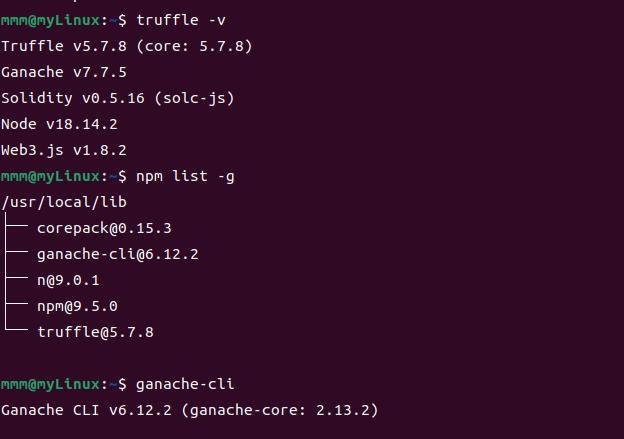 mmm@myLinux:~$ truffle -v
Truffle v5.7.8 (core: 5.7.8)
Ganache v7.7.5
Solidity v0.5.16 (solc-js)
Node v18.14.2
Web3.js v1.8.2
mmm@myLinux:~$ npm list -g
/usr/local/lib
├── corepack@0.15.3
├── ganache-cli@6.12.2
├── n@9.0.1
├── npm@9.5.0
└── truffle@5.7.8
mmm@myLinux:~$ ganache-cli
Ganache CLI v6.12.2 (ganache-core: 2.13.2)